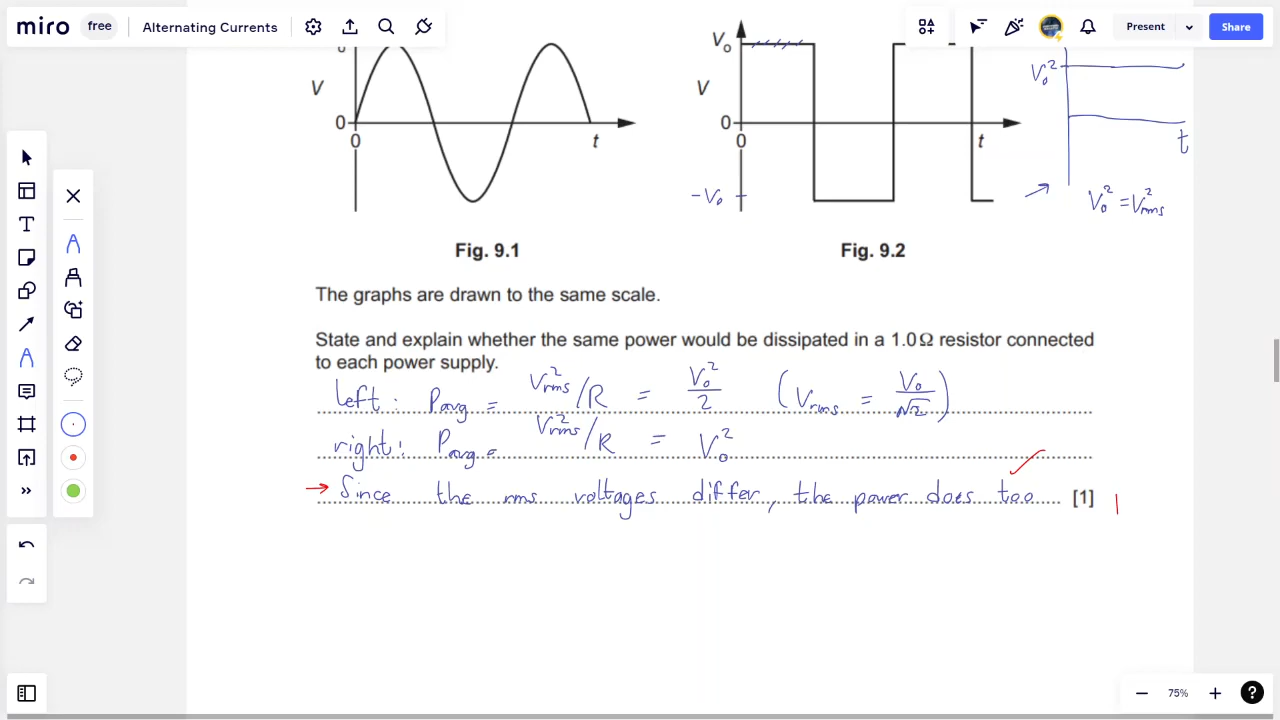 miro free Alternating Currents Present Share
V₀
V
0
0
t
V
0
0
t
-V₀
V₀²
t
V₀² = V²rms
Fig. 9.1
Fig. 9.2
The graphs are drawn to the same scale.
State and explain whether the same power would be dissipated in a 1.0 Ω resistor connected
to each power supply.
left: Pavg = V²rms/R = V₀²/2 (Vrms = V₀/√2)
right: Pavg = V²rms/R = V₀²
→ Since the rms voltages differ, the power does too [1] 1
75%